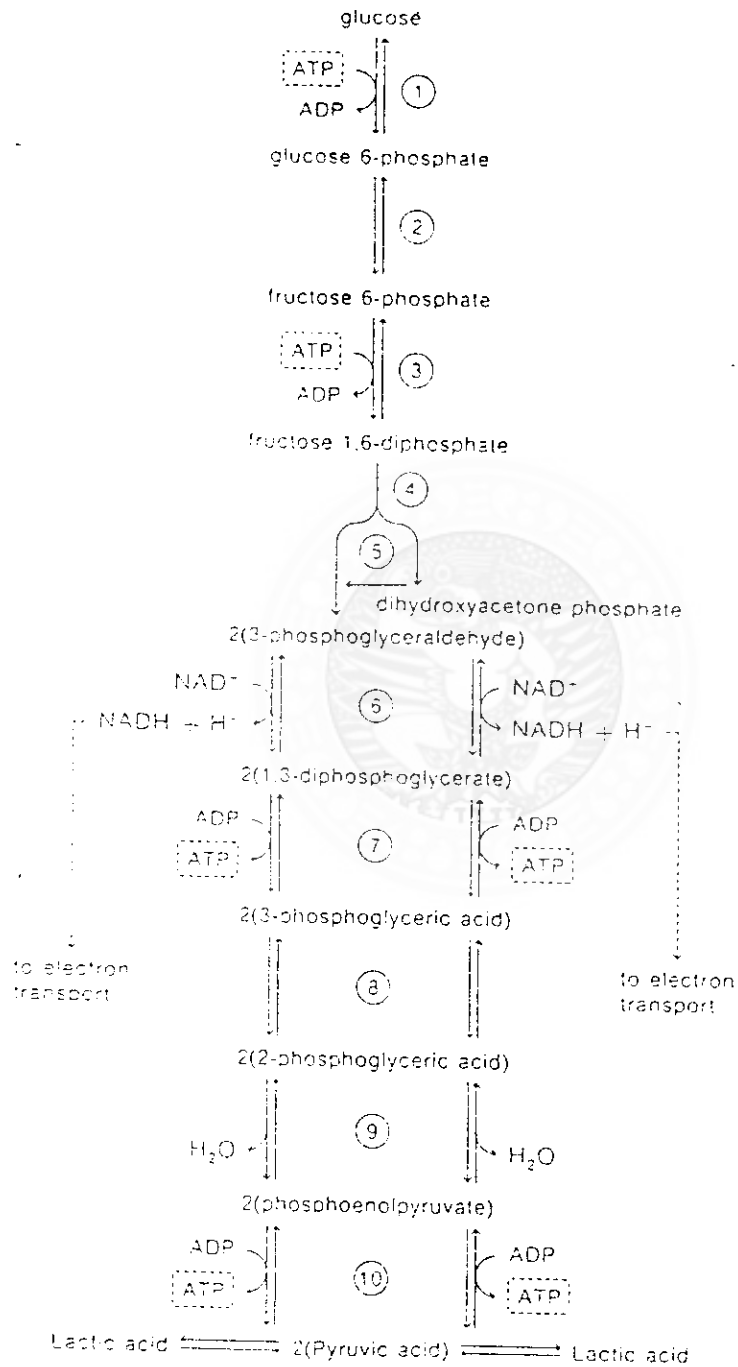 glucose
ATP
ADP
1
glucose 6-phosphate
2
fructose 6-phosphate
ATP
ADP
3
fructose 1,6-diphosphate
4
5
dihydroxyacetone phosphate
2(3-phosphoglyceraldehyde)
NAD⁺
NADH + H⁺
6
NAD⁺
NADH + H⁺
2(1,3-diphosphoglycerate)
ADP
ATP
7
ADP
ATP
2(3-phosphoglyceric acid)
to electron
transport
8
to electron
transport
2(2-phosphoglyceric acid)
H₂O
9
H₂O
2(phosphoenolpyruvate)
ADP
ATP
10
ADP
ATP
Lactic acid 2(Pyruvic acid) Lactic acid